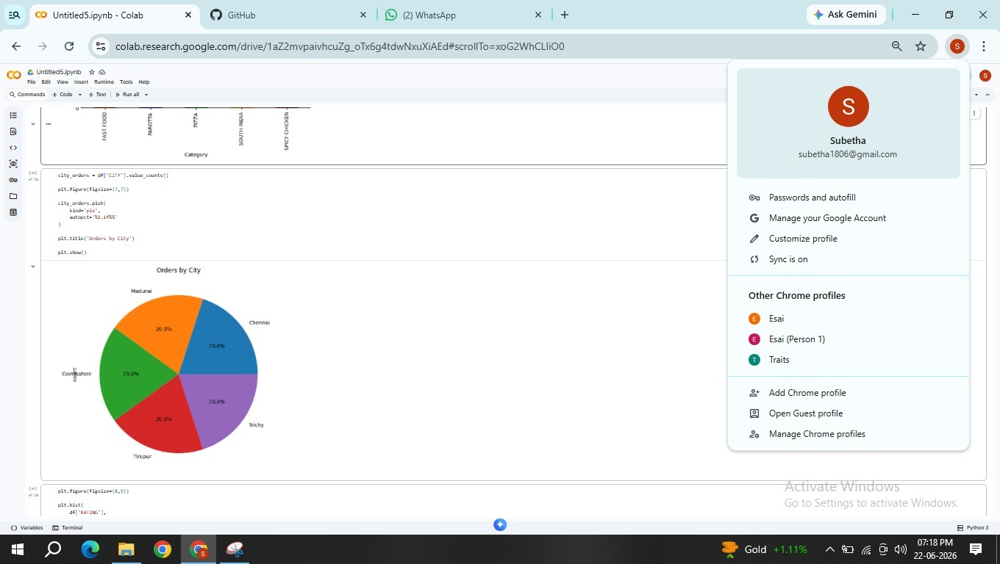 Untitled5.ipynb - Colab
GitHub
(2) WhatsApp
Ask Gemini
colab.research.google.com/drive/1aZ2mvpaivhcuZg_oTx6g4tdwNxuXiAEd#scrollTo=xoG2WhCLIiO0
S
Untitled5.ipynb
S
File Edit View Insert Runtime Tools Help
Commands + Code + Text Run all
0
FAST FOOD
PAROTTA
PIZZA
SOUTH INDIA
SPICY CHICKEN
Category
city_orders = df['CITY'].value_counts()
0s
plt.figure(figsize=(7,7))
city_orders.plot(
kind='pie',
autopct='%1.1f%%'
)
plt.title('Orders by City')
plt.show()
Orders by City
Madurai
Chennai
20.0%
20.0%
Coimbatore
count
20.0%
20.0%
20.0%
Trichy
Tirupur
plt.figure(figsize=(8,5))
0s
plt.hist(
df['RATING'],
S
Subetha
subetha1806@gmail.com
Passwords and autofill
Manage your Google Account
Customize profile
Sync is on
Other Chrome profiles
E Esai
E Esai (Person 1)
T Traits
Add Chrome profile
Open Guest profile
Manage Chrome profiles
Activate Windows
Go to Settings to activate Windows.
Variables Terminal
Python 3
S
Gold +1.11%
07:18 PM
22-06-2026